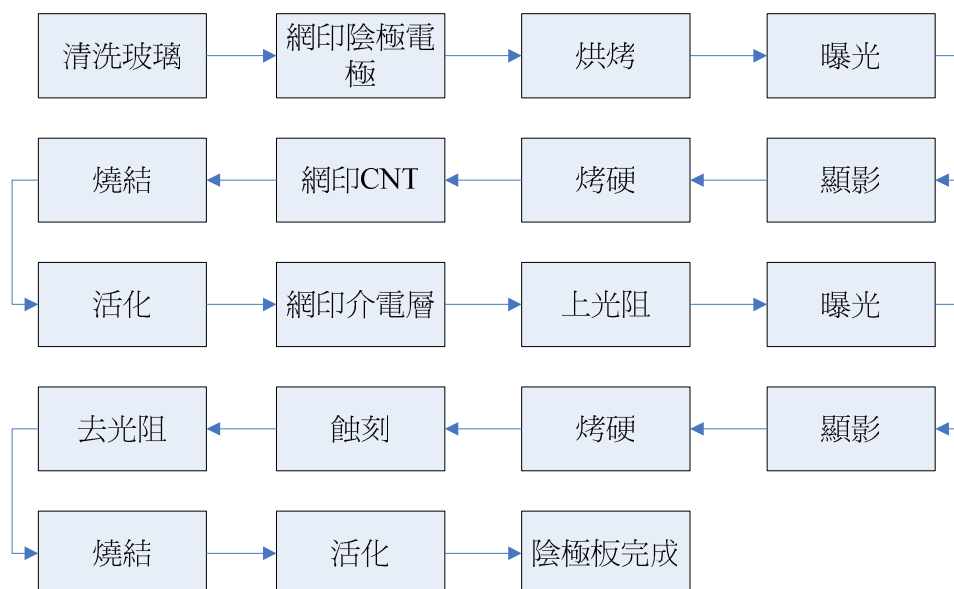 清洗玻璃
網印陰極電
極
烘烤
曝光
顯影
烤硬
網印CNT
燒結
活化
網印介電層
上光阻
曝光
顯影
烤硬
蝕刻
去光阻
燒結
活化
陰極板完成